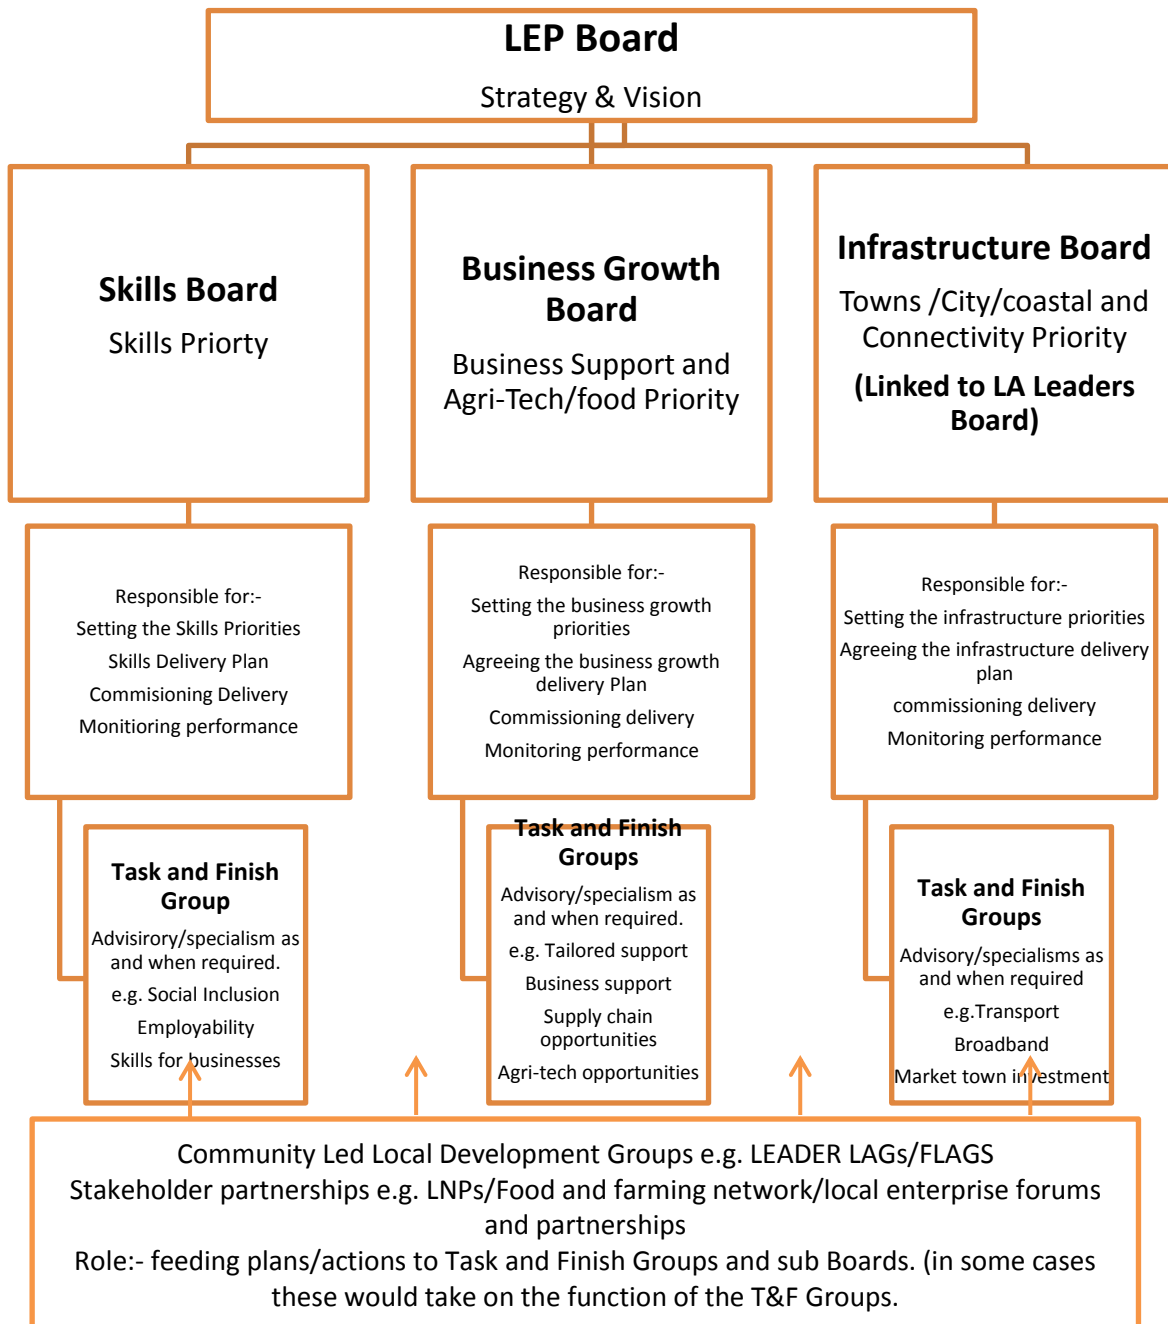 LEP Board
Strategy & Vision
Skills Board
Skills Priorty
Business Growth
Board
Business Support and
Agri-Tech/food Priority
Infrastructure Board
Towns /City/coastal and
Connectivity Priority
(Linked to LA Leaders
Board)
Responsible for:-
Setting the Skills Priorities
Skills Delivery Plan
Commisioning Delivery
Monitioring performance
Responsible for:-
Setting the business growth
priorities
Agreeing the business growth
delivery Plan
Commissioning delivery
Monitoring performance
Responsible for:-
Setting the infrastructure priorities
Agreeing the infrastructure delivery
plan
commissioning delivery
Monitoring performance
Task and Finish
Group
Advisirory/specialism as
and when required.
e.g. Social Inclusion
Employability
Skills for businesses
Task and Finish
Groups
Advisory/specialism as
and when required.
e.g. Tailored support
Business support
Supply chain
opportunities
Agri-tech opportunities
Task and Finish
Groups
Advisory/specialisms as
and when required
e.g.Transport
Broadband
Market town investment
Community Led Local Development Groups e.g. LEADER LAGs/FLAGS
Stakeholder partnerships e.g. LNPs/Food and farming network/local enterprise forums
and partnerships
Role:- feeding plans/actions to Task and Finish Groups and sub Boards. (in some cases
these would take on the function of the T&F Groups.